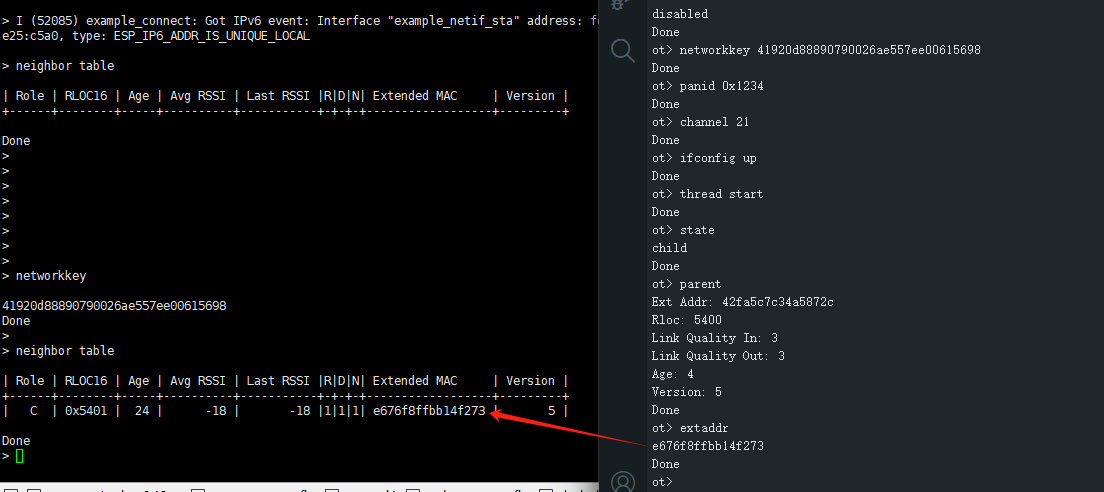 > I (52085) example_connect: Got IPv6 event: Interface "example_netif_sta" address:
e25:c5a0, type: ESP_IP6_ADDR_IS_UNIQUE_LOCAL
> neighbor table
| Role | RLOC16 | Age | Avg RSSI | Last RSSI |R|D|N| Extended MAC     | Version |
+------+--------+-----+----------+-----------+-+-+-+------------------+---------+
Done
>
>
>
>
>
>
>
> networkkey
41920d88890790026ae557ee00615698
Done
>
> neighbor table
| Role | RLOC16 | Age | Avg RSSI | Last RSSI |R|D|N| Extended MAC     | Version |
+------+--------+-----+----------+-----------+-+-+-+------------------+---------+
|   C  | 0x5401 |  24 |      -18 |       -18 |1|1|1| e676f8ffbb14f273 |       5 |
Done
>
disabled
Done
ot> networkkey 41920d88890790026ae557ee00615698
Done
ot> panid 0x1234
Done
ot> channel 21
Done
ot> ifconfig up
Done
ot> thread start
Done
ot> state
child
Done
ot> parent
Ext Addr: 42fa5c7c34a5872c
Rloc: 5400
Link Quality In: 3
Link Quality Out: 3
Age: 4
Version: 5
Done
ot> extaddr
e676f8ffbb14f273
Done
ot>